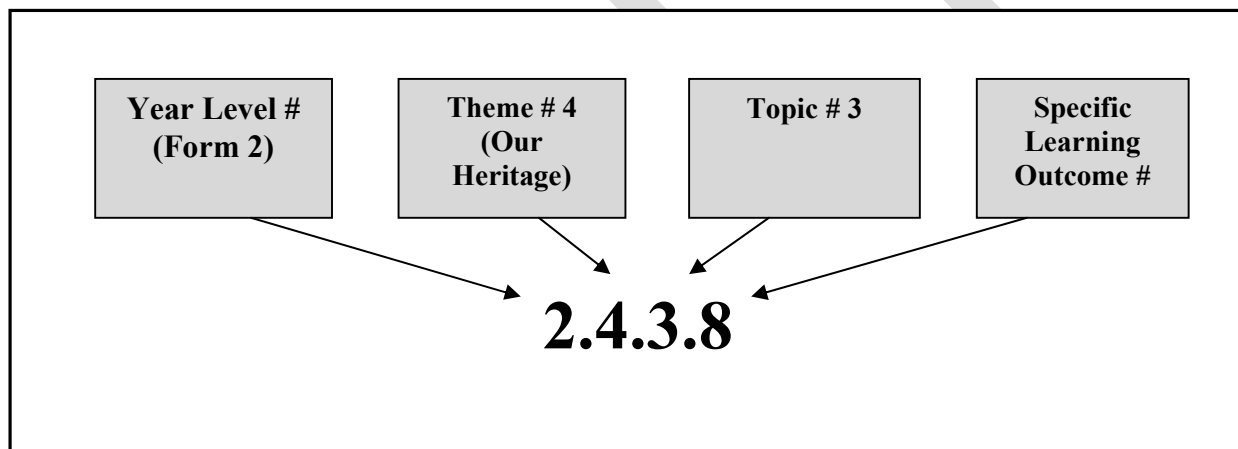 Year Level #
(Form 2)
Theme # 4
(Our
Heritage)
Topic # 3
Specific
Learning
Outcome #
2.4.3.8